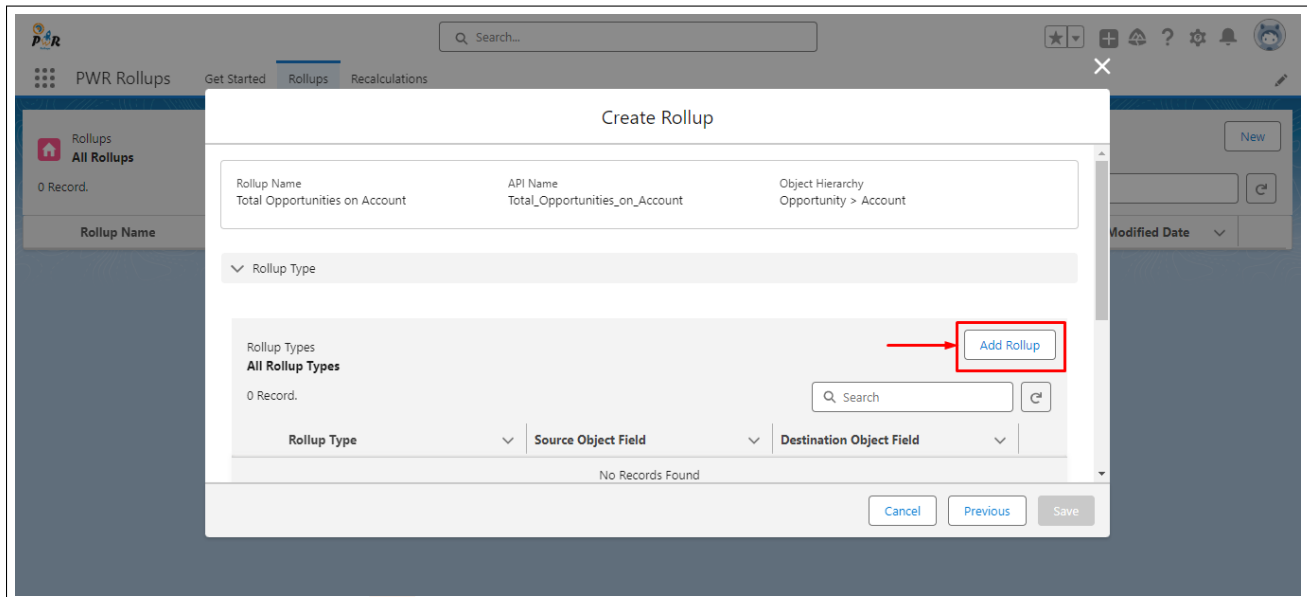 PWR
Search...
PWR Rollups Get Started Rollups Recalculations
Create Rollup
Rollups
All Rollups
New
0 Record.
Rollup Name API Name Object Hierarchy
Total Opportunities on Account Total_Opportunities_on_Account Opportunity > Account
Rollup Name Modified Date
Rollup Type
Rollup Types
All Rollup Types
Add Rollup
0 Record.
Search
Rollup Type Source Object Field Destination Object Field
No Records Found
Cancel Previous Save